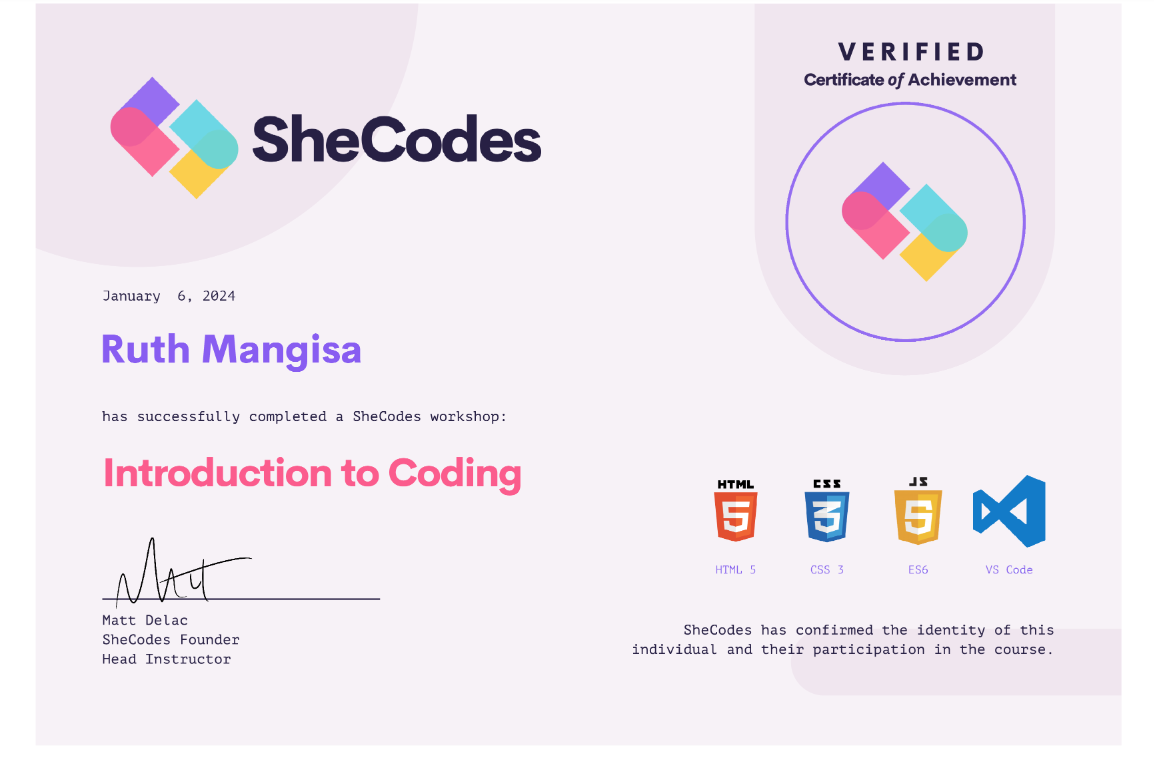 VERIFIED
Certificate of Achievement
SheCodes
January 6, 2024
Ruth Mangisa
has successfully completed a SheCodes workshop:
Introduction to Coding
HTML CSS JS
5 3 5
HTML 5 CSS 3 ES6 VS Code
Matt
Matt Delac
SheCodes Founder
Head Instructor
SheCodes has confirmed the identity of this
individual and their participation in the course.